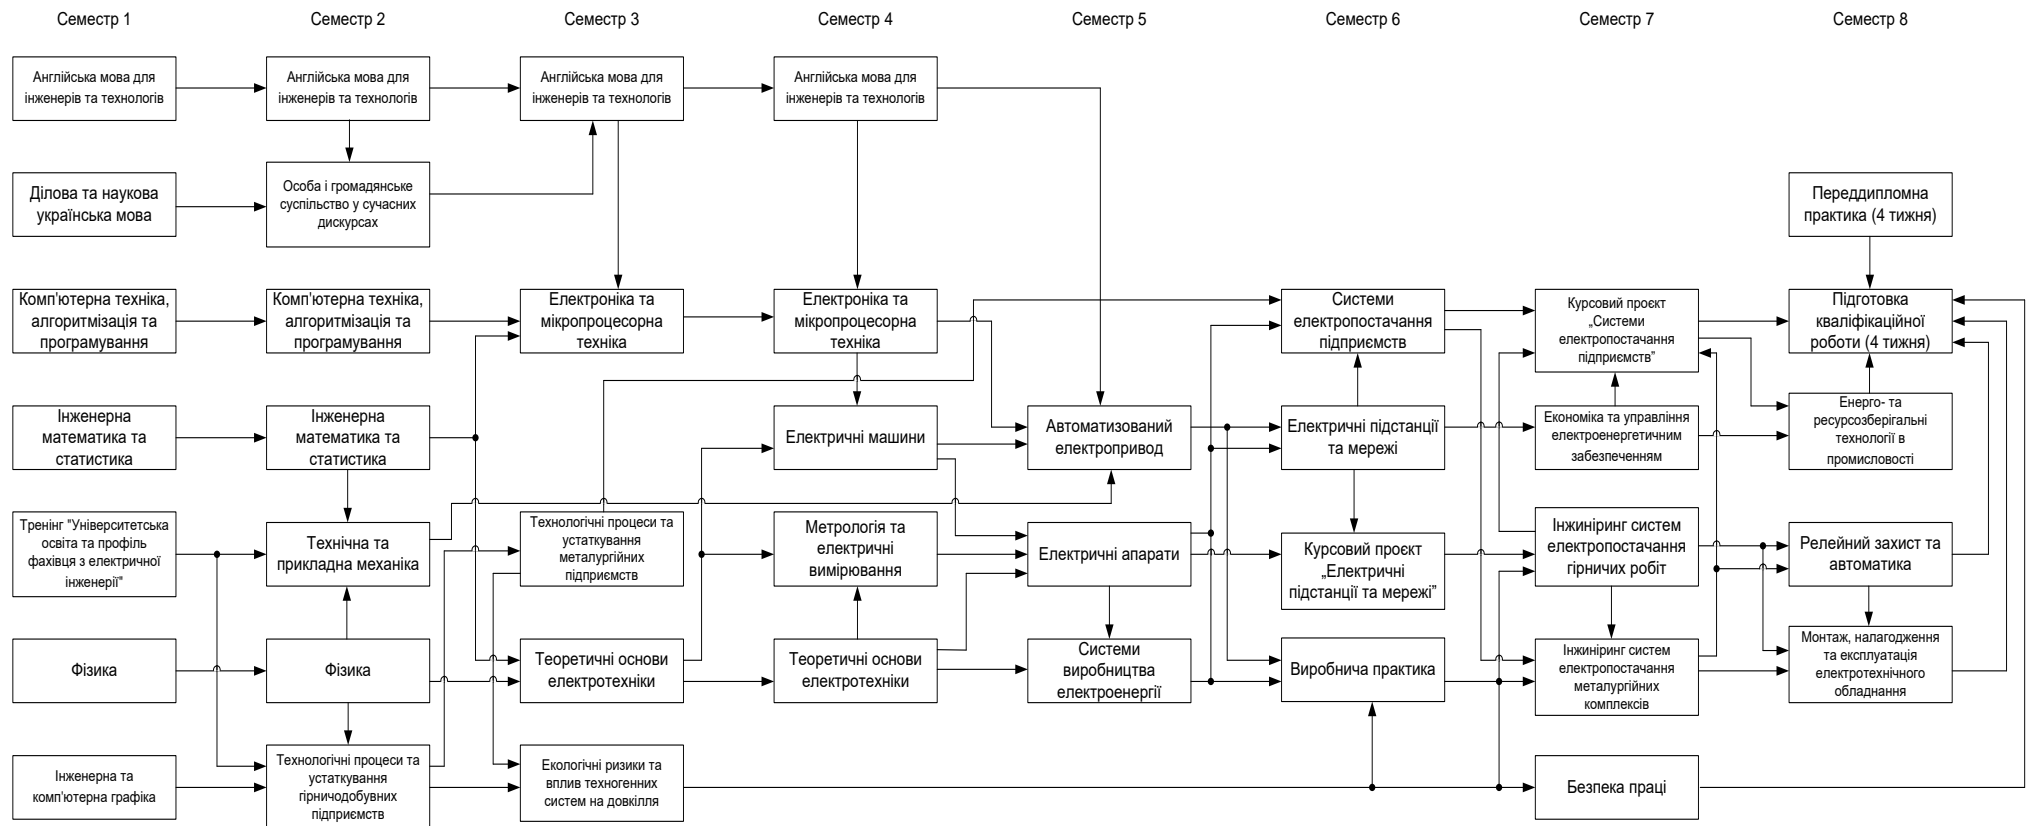 Семестр 1
Семестр 2
Семестр 3
Семестр 4
Семестр 5
Семестр 6
Семестр 7
Семестр 8
Англійська мова для
інженерів та технологів
Англійська мова для
інженерів та технологів
Англійська мова для
інженерів та технологів
Англійська мова для
інженерів та технологів
Ділова та наукова
українська мова
Особа і громадянське
суспільство у сучасних
дискурсах
Переддипломна
практика (4 тижня)
Комп'ютерна техніка,
алгоритмізація та
програмування
Комп'ютерна техніка,
алгоритмізація та
програмування
Електроніка та
мікропроцесорна
техніка
Електроніка та
мікропроцесорна
техніка
Системи
електропостачання
підприємств
Курсовий проєкт
„Системи
електропостачання
підприємств”
Підготовка
кваліфікаційної
роботи (4 тижня)
Інженерна
математика та
статистика
Інженерна
математика та
статистика
Електричні машини
Автоматизований
електропривод
Електричні підстанції
та мережі
Економіка та управління
електроенергетичним
забезпеченням
Енерго- та
ресурсозберігальні
технології в
промисловості
Тренінг "Університетська
освіта та профіль
фахівця з електричної
інженерії"
Технічна та
прикладна механіка
Технологічні процеси та
устаткування
металургійних
підприємств
Метрологія та
електричні
вимірювання
Електричні апарати
Курсовий проєкт
„Електричні
підстанції та мережі”
Інжиніринг систем
електропостачання
гірничих робіт
Релейний захист та
автоматика
Фізика
Фізика
Теоретичні основи
електротехніки
Теоретичні основи
електротехніки
Системи
виробництва
електроенергії
Виробнича практика
Інжиніринг систем
електропостачання
металургійних
комплексів
Монтаж, налагодження
та експлуатація
електротехнічного
обладнання
Інженерна та
комп'ютерна графіка
Технологічні процеси та
устаткування
гірничодобувних
підприємств
Екологічні ризики та
вплив техногенних
систем на довкілля
Безпека праці